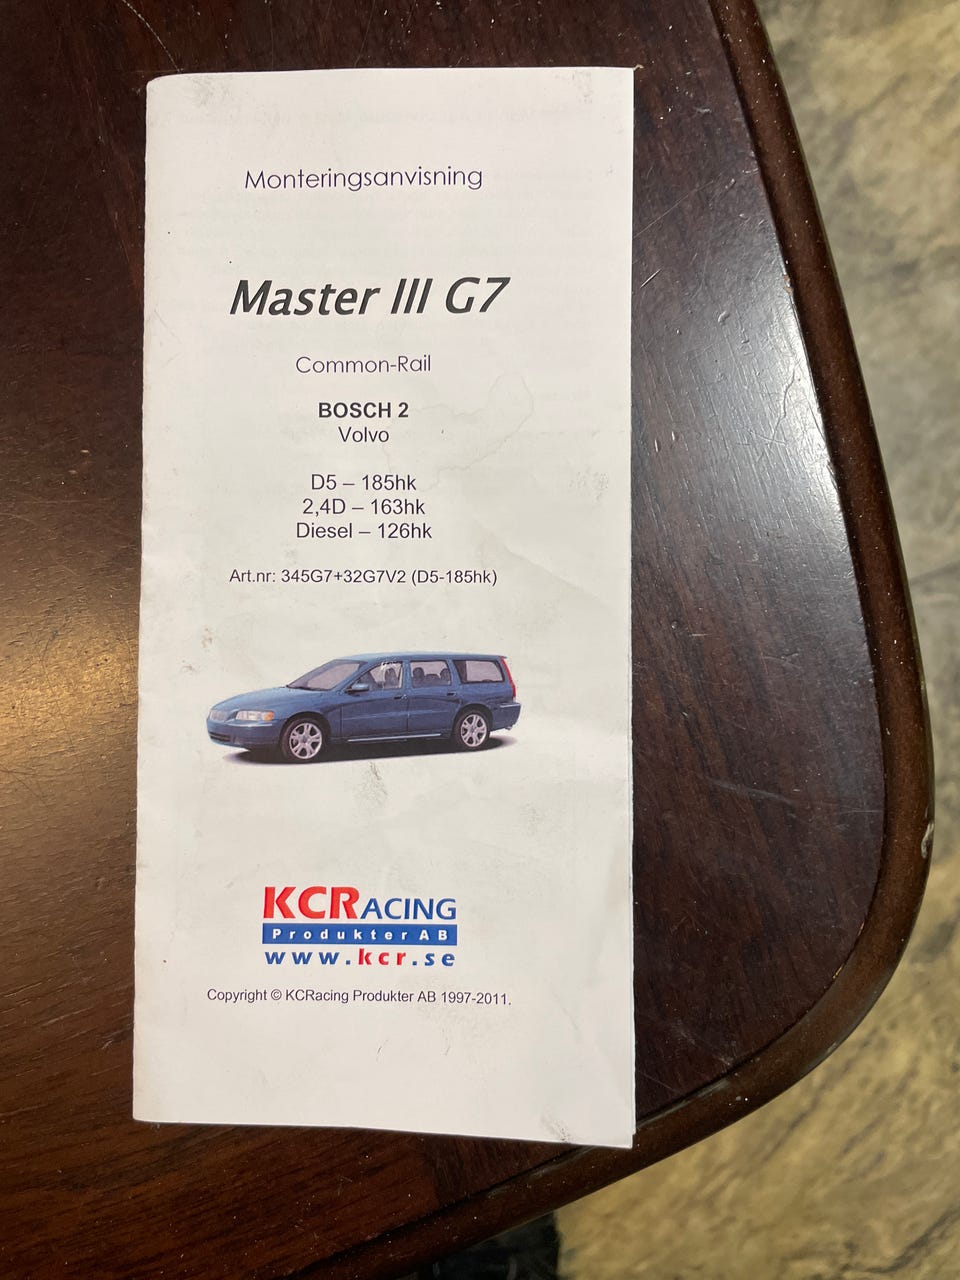 Monteringsanvisning
Master III G7
Common-Rail
BOSCH 2
Volvo
D5 – 185hk
2,4D – 163hk
Diesel – 126hk
Art.nr: 345G7+32G7V2 (D5-185hk)
KCRACING
Produkter AB
www.kcr.se
Copyright © KCRacing Produkter AB 1997-2011.